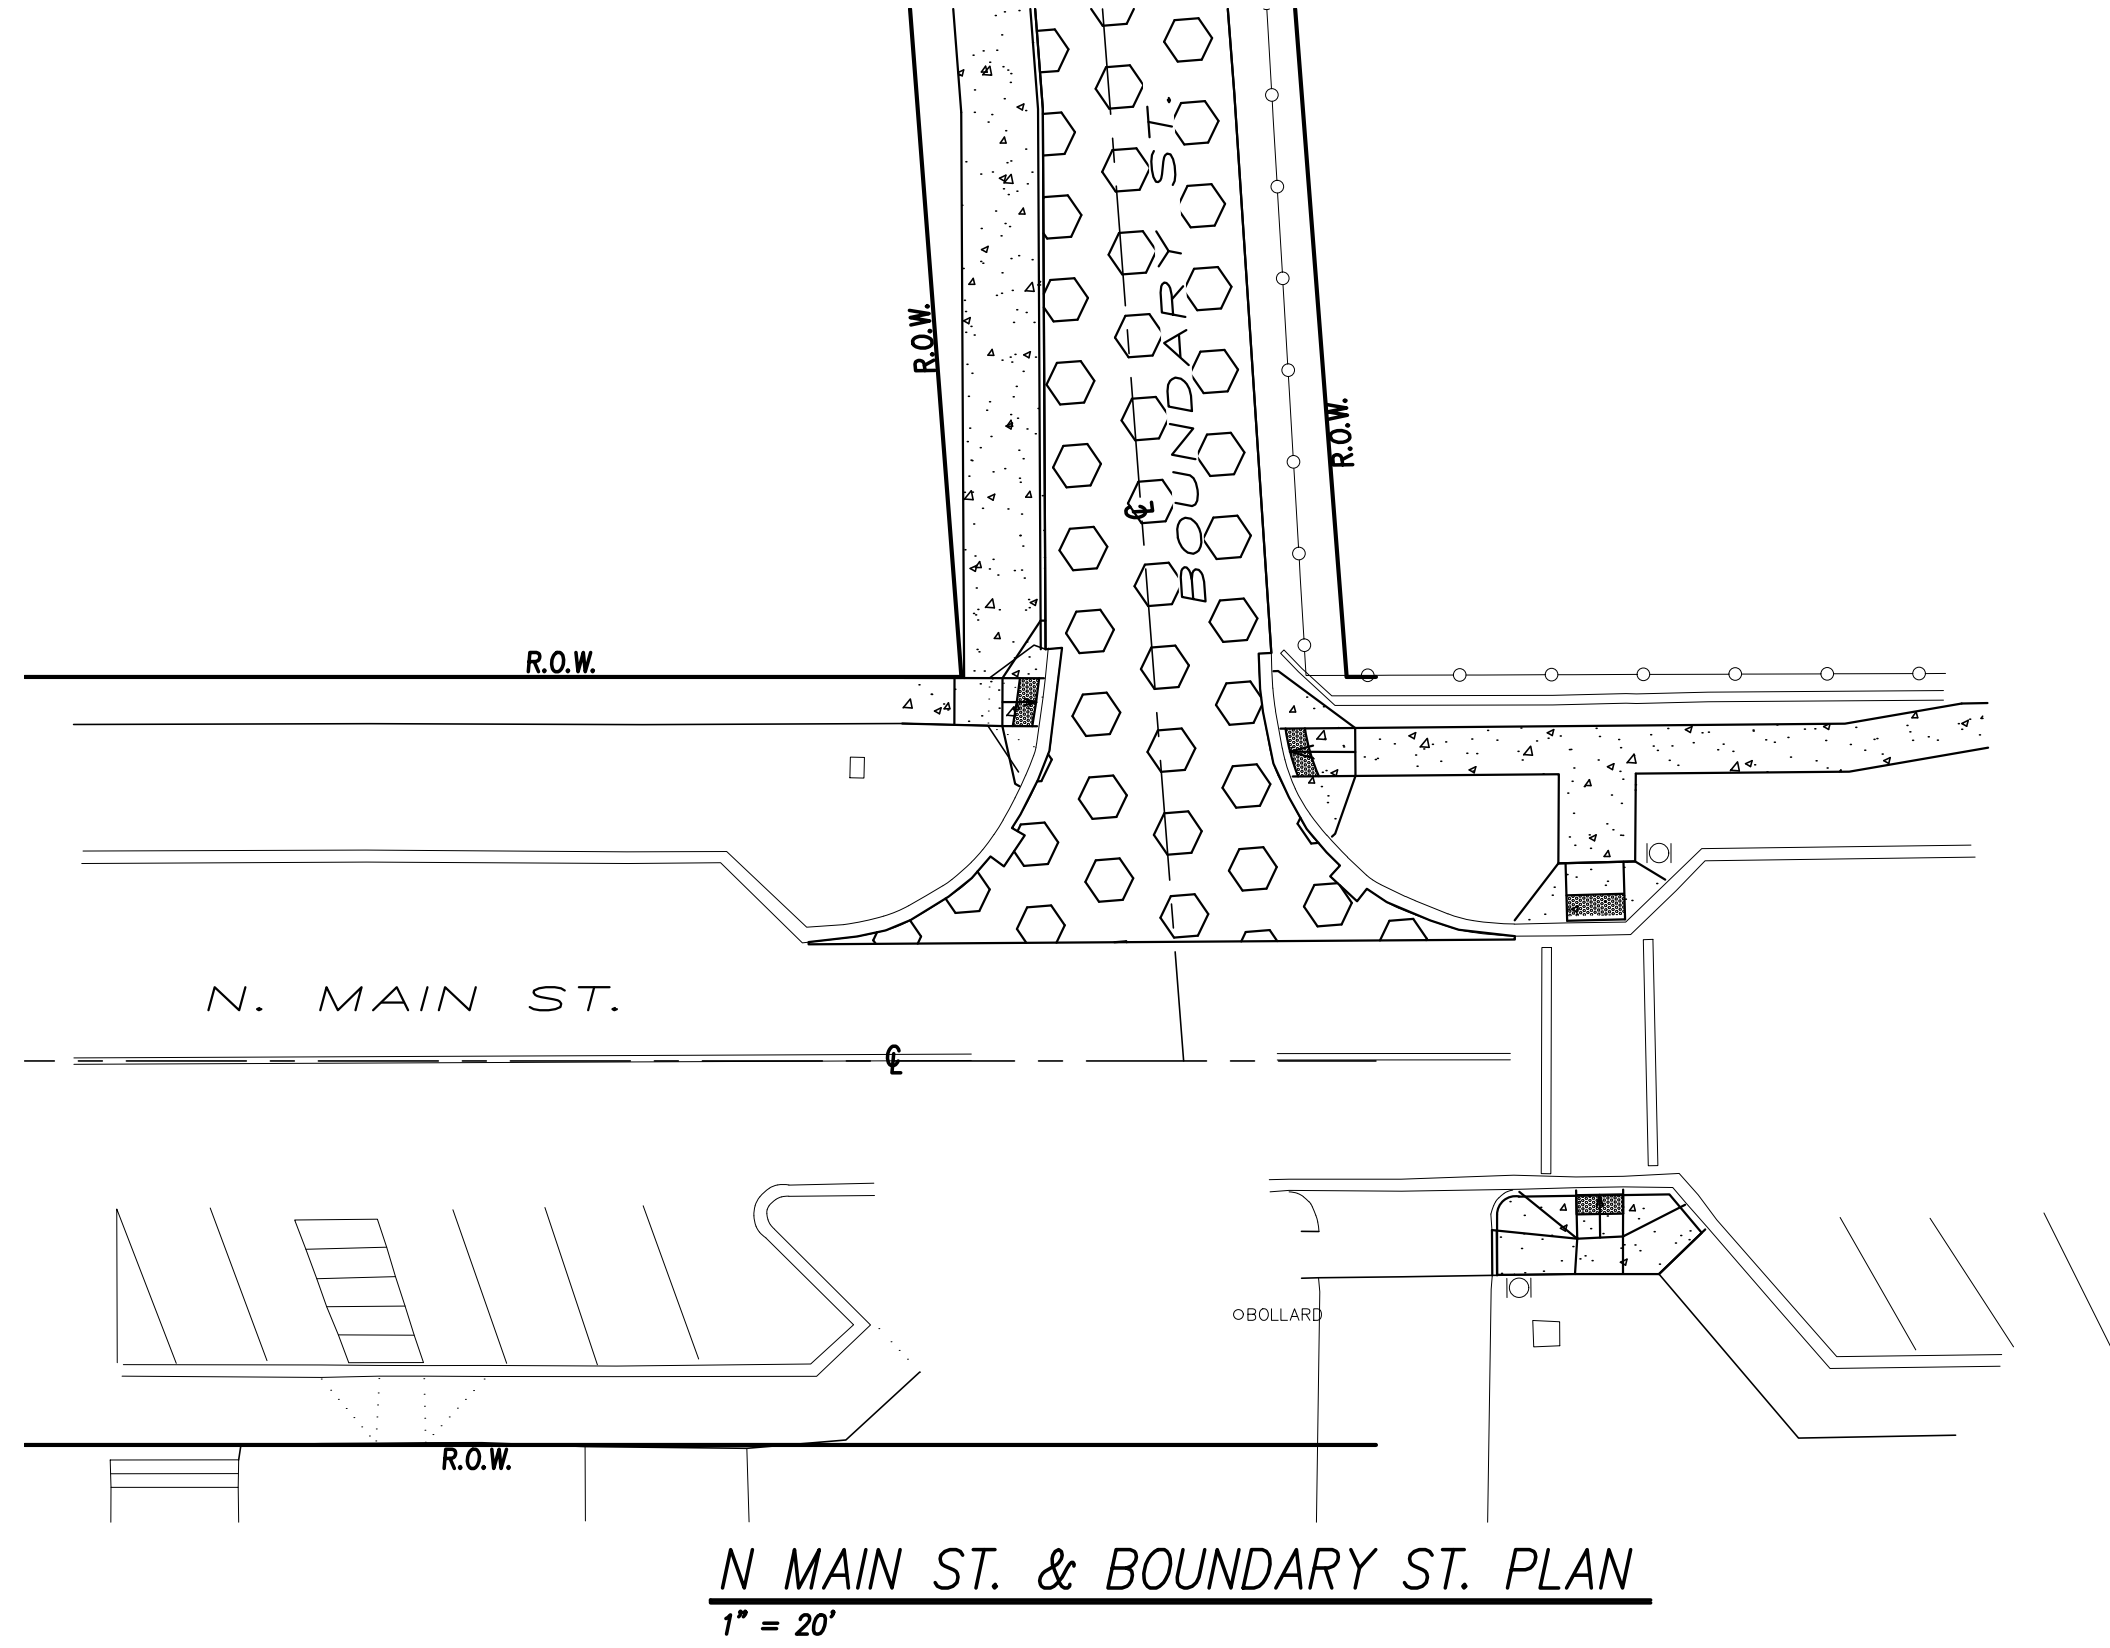 BOUNDARY ST.
R.O.W.
R.O.W.
R.O.W.
℄
N. MAIN ST.
℄
BOLLARD
R.O.W.
N MAIN ST. & BOUNDARY ST. PLAN
1" = 20'